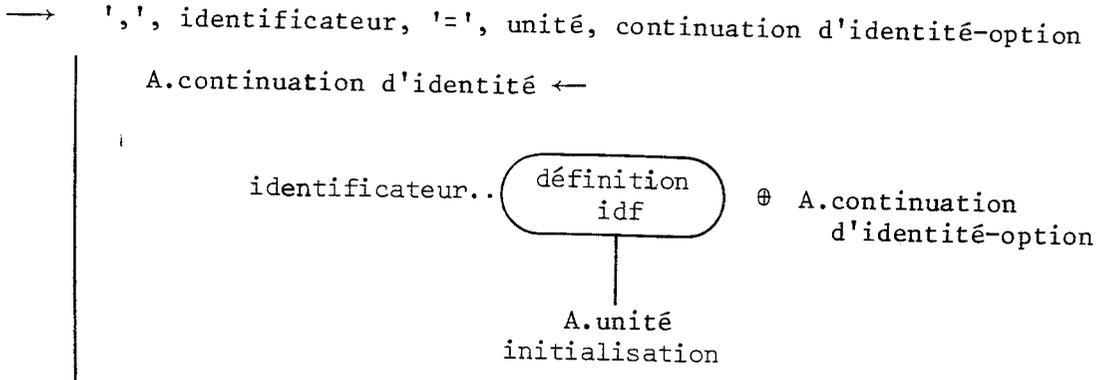 ⟶ ',', identificateur, '=', unité, continuation d'identité-option
A.continuation d'identité ⟵
identificateur.. définition ⊕ A.continuation
idf d'identité-option
A.unité
initialisation